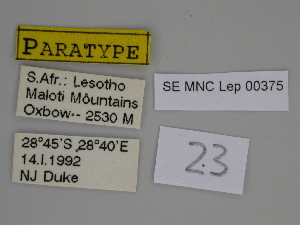 PARATYPE
S.Afr.: Lesotho
Maloti Mountains
Oxbow-- 2530 M
28°45'S ,28°40'E
14.I.1992
NJ Duke
SE MNC Lep 00375
23